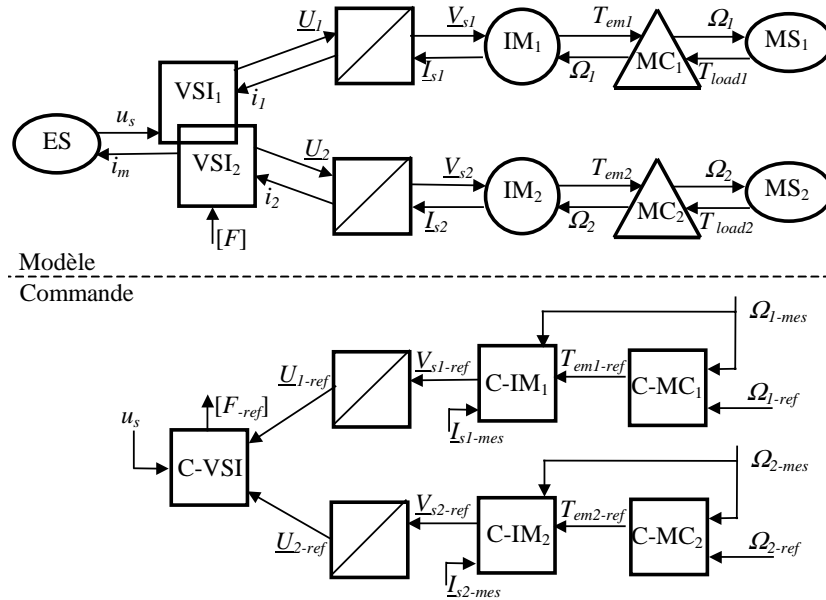 U1 Vs1 Tem1 Ω1
VSI1 IM1 MC1 MS1
i1 Is1 Ω1 Tload1
ES us
im VSI2 U2 Vs2 Tem2 Ω2
i2 IM2 MC2 MS2
Is2 Ω2 Tload2
[F]
Modèle
Commande
Ω1-mes
U1-ref Vs1-ref C-IM1 Tem1-ref C-MC1
us [F-ref] Is1-mes Ω1-ref
C-VSI
Ω2-mes
U2-ref Vs2-ref C-IM2 Tem2-ref C-MC2
Is2-mes Ω2-ref